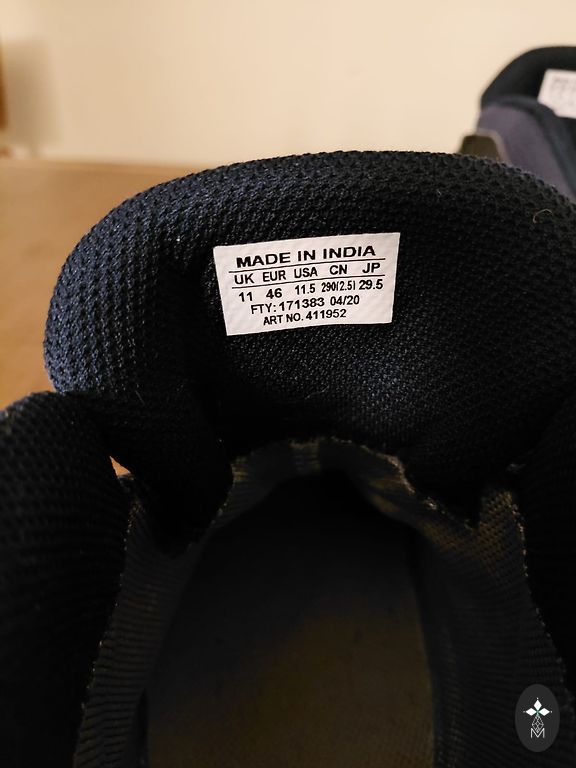 MADE IN INDIA
UK EUR USA CN JP
11 46 11.5 290(2.5) 29.5
FTY: 171383 04/20
ART NO. 411952
M